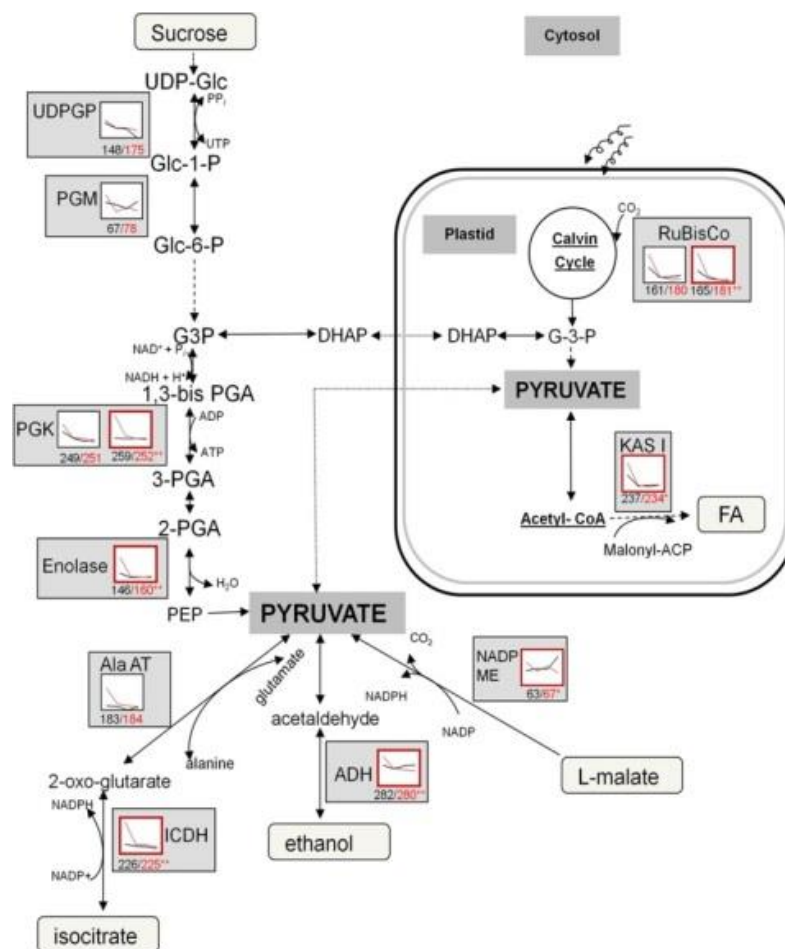 Sucrose
Cytosol
UDP-Glc
UDPGP
148/175
PPi
UTP
Glc-1-P
PGM
67/78
Glc-6-P
Plastid
Calvin
Cycle
CO2
RuBisCo
161/180 165/181**
G3P
DHAP
DHAP
G-3-P
NAD+ + Pi
NADH + H+
1,3-bis PGA
PYRUVATE
PGK
249/251 259/252**
ADP
ATP
3-PGA
KAS I
237/234*
2-PGA
Acetyl- CoA
FA
Malonyl-ACP
Enolase
146/160**
H2O
PEP
PYRUVATE
Ala AT
183/184
glutamate
CO2
NADPH
NADP
NADP
ME
63/67*
acetaldehyde
alanine
2-oxo-glutarate
ADH
282/280**
L-malate
NADPH
NADP+
ICDH
226/225**
ethanol
isocitrate